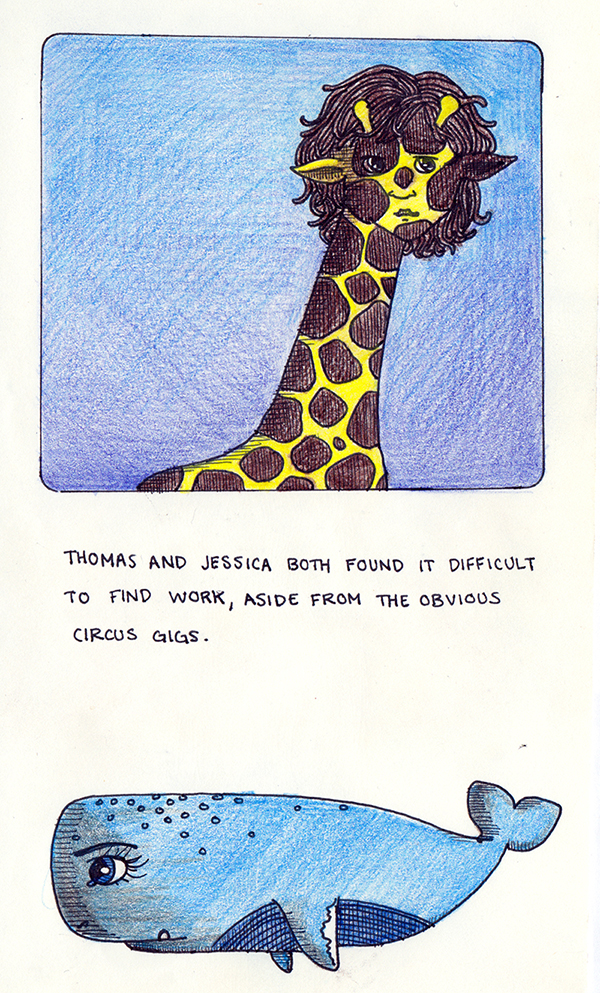 THOMAS AND JESSICA BOTH FOUND IT DIFFICULT
TO FIND WORK, ASIDE FROM THE OBVIOUS
CIRCUS GIGS.